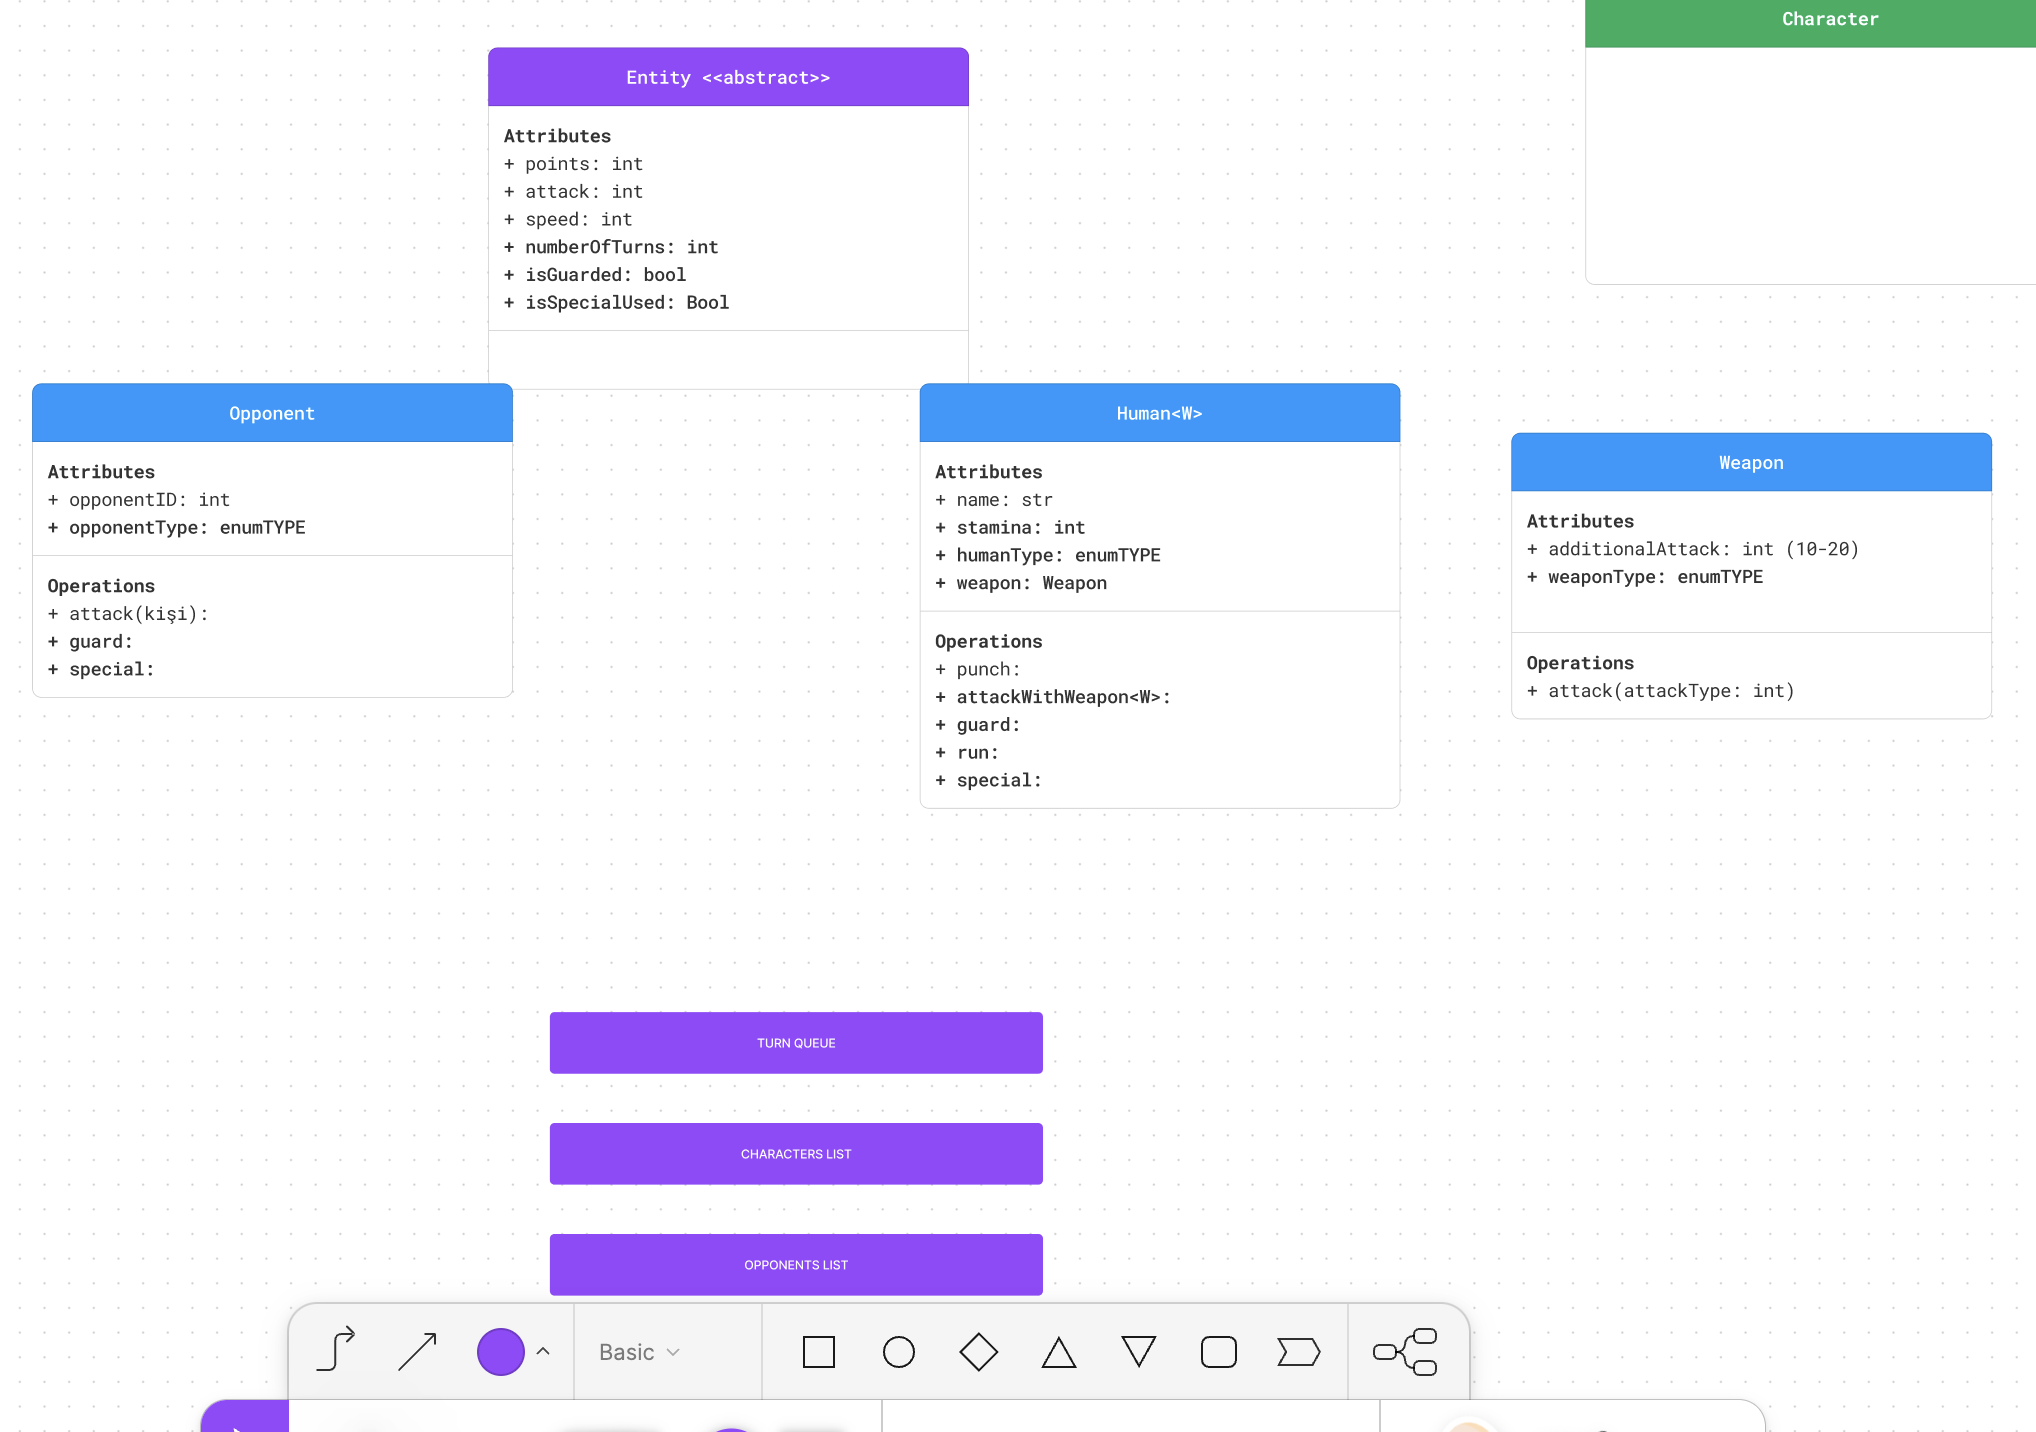 Character
Entity <<abstract>>
Attributes
+ points: int
+ attack: int
+ speed: int
+ numberOfTurns: int
+ isGuarded: bool
+ isSpecialUsed: Bool
Opponent
Attributes
+ opponentID: int
+ opponentType: enumTYPE
Operations
+ attack(kişi):
+ guard:
+ special:
Human<W>
Attributes
+ name: str
+ stamina: int
+ humanType: enumTYPE
+ weapon: Weapon
Operations
+ punch:
+ attackWithWeapon<W>:
+ guard:
+ run:
+ special:
Weapon
Attributes
+ additionalAttack: int (10-20)
+ weaponType: enumTYPE
Operations
+ attack(attackType: int)
TURN QUEUE
CHARACTERS LIST
OPPONENTS LIST
Basic